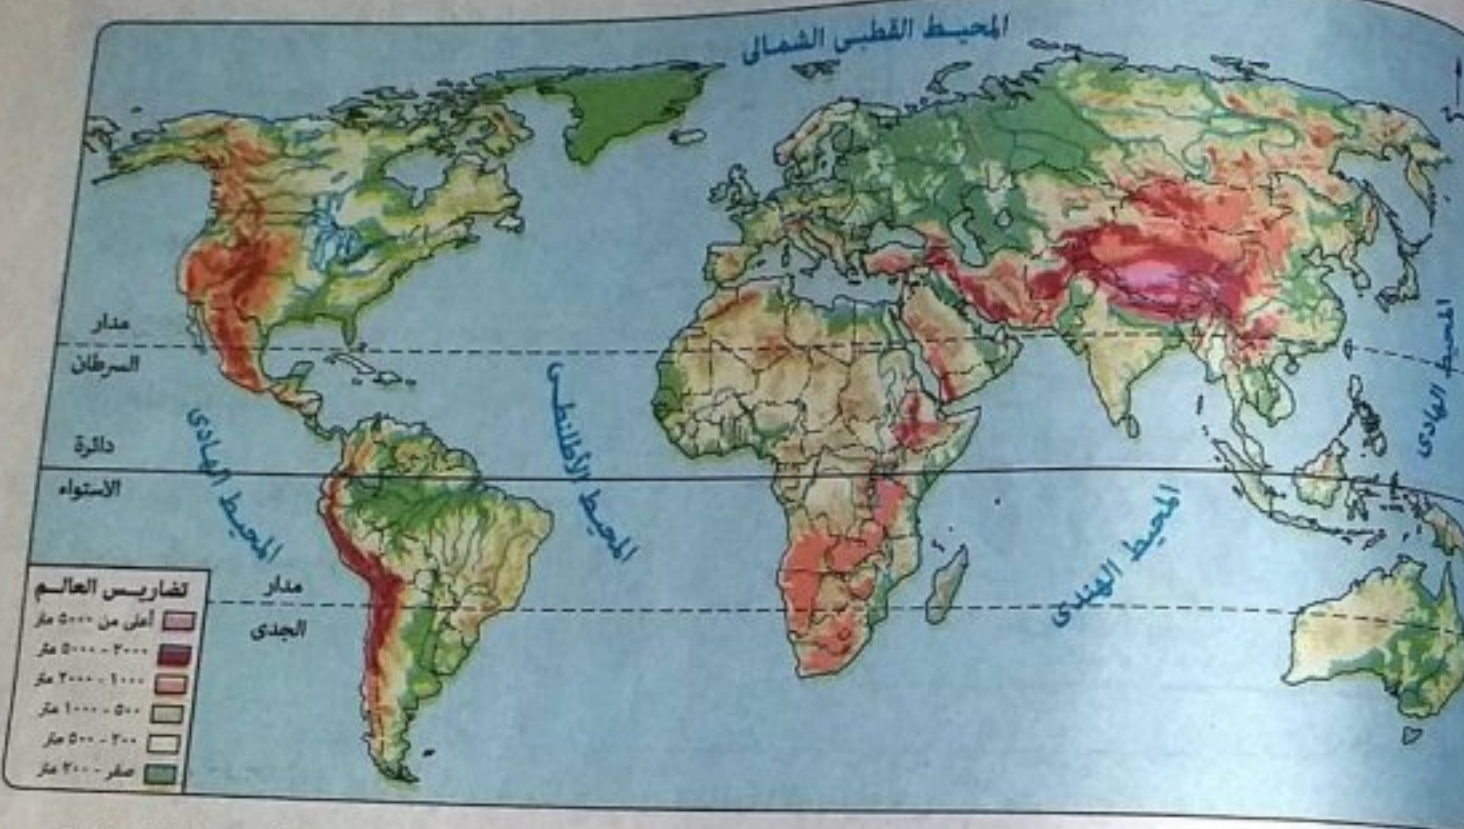 المحيط القطبى الشمالى
مدار
السرطان
دائرة
الاستواء
المحيط الهادى
المحيط الأطلنطى
المحيط الهندى
المحيط الهادى
مدار
الجدى
تضاريس العالم
أعلى من ٥٠٠٠ متر
٢٠٠٠ - ٥٠٠٠ متر
١٠٠٠ - ٢٠٠٠ متر
٥٠٠ - ١٠٠٠ متر
٢٠٠ - ٥٠٠ متر
صفر - ٢٠٠ متر